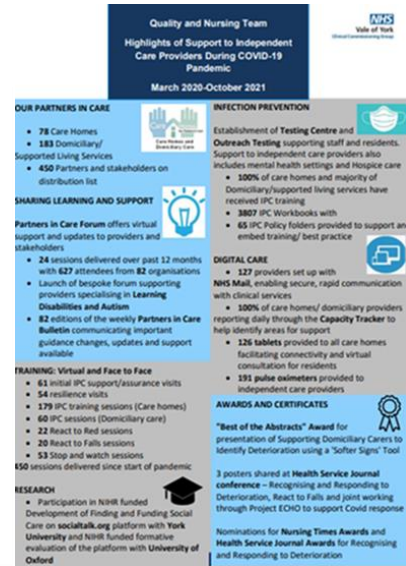 Quality and Nursing Team
Highlights of Support to Independent
Care Providers During COVID-19
Pandemic
March 2020-October 2021
NHS
Vale of York
Clinical Commissioning Group
OUR PARTNERS IN CARE
• 78 Care Homes
• 183 Domiciliary/
Supported Living Services
• 450 Partners and stakeholders on
distribution list
Care Homes and
Domiciliary Care
SHARING LEARNING AND SUPPORT
Partners in Care Forum offers virtual
support and updates to providers and
stakeholders
• 24 sessions delivered over past 12 months
with 627 attendees from 82 organisations
• Launch of bespoke forum supporting
providers specialising in Learning
Disabilities and Autism
• 82 editions of the weekly Partners in Care
Bulletin communicating important
guidance changes, updates and support
available
TRAINING: Virtual and Face to Face
• 61 initial IPC support/assurance visits
• 54 resilience visits
• 179 IPC training sessions (Care homes)
• 60 IPC sessions (Domiciliary care)
• 22 React to Red sessions
• 20 React to Falls sessions
• 53 Stop and watch sessions
450 sessions delivered since start of pandemic
RESEARCH
• Participation in NIHR funded
Development of Finding and Funding Social
Care on socialtalk.org platform with York
University and NIHR funded formative
evaluation of the platform with University of
Oxford
INFECTION PREVENTION
Establishment of Testing Centre and
Outreach Testing supporting staff and residents.
Support to independent care providers also
includes mental health settings and Hospice care
• 100% of care homes and majority of
Domiciliary/supported living services have
received IPC training
• 3807 IPC Workbooks with
• 65 IPC Policy folders provided to support an
embed training/ best practice
DIGITAL CARE
• 127 providers set up with
NHS Mail, enabling secure, rapid communication
with clinical services
• 100% of care homes/ domiciliary providers
reporting daily through the Capacity Tracker to
help identify areas for support
• 126 tablets provided to all care homes
facilitating connectivity and virtual
consultation for residents
• 191 pulse oximeters provided to
independent care providers
AWARDS AND CERTIFICATES
"Best of the Abstracts" Award for
presentation of Supporting Domiciliary Carers to
Identify Deterioration using a 'Softer Signs' Tool
3 posters shared at Health Service Journal
conference – Recognising and Responding to
Deterioration, React to Falls and joint working
through Project ECHO to support Covid response
Nominations for Nursing Times Awards and
Health Service Journal Awards for Recognising
and Responding to Deterioration